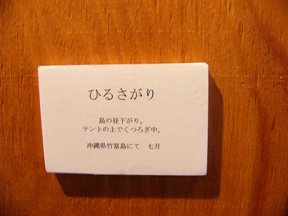 ひるさがり
島の昼下がり。
テントの上でくつろぎ中。
沖縄県竹富島にて 七月